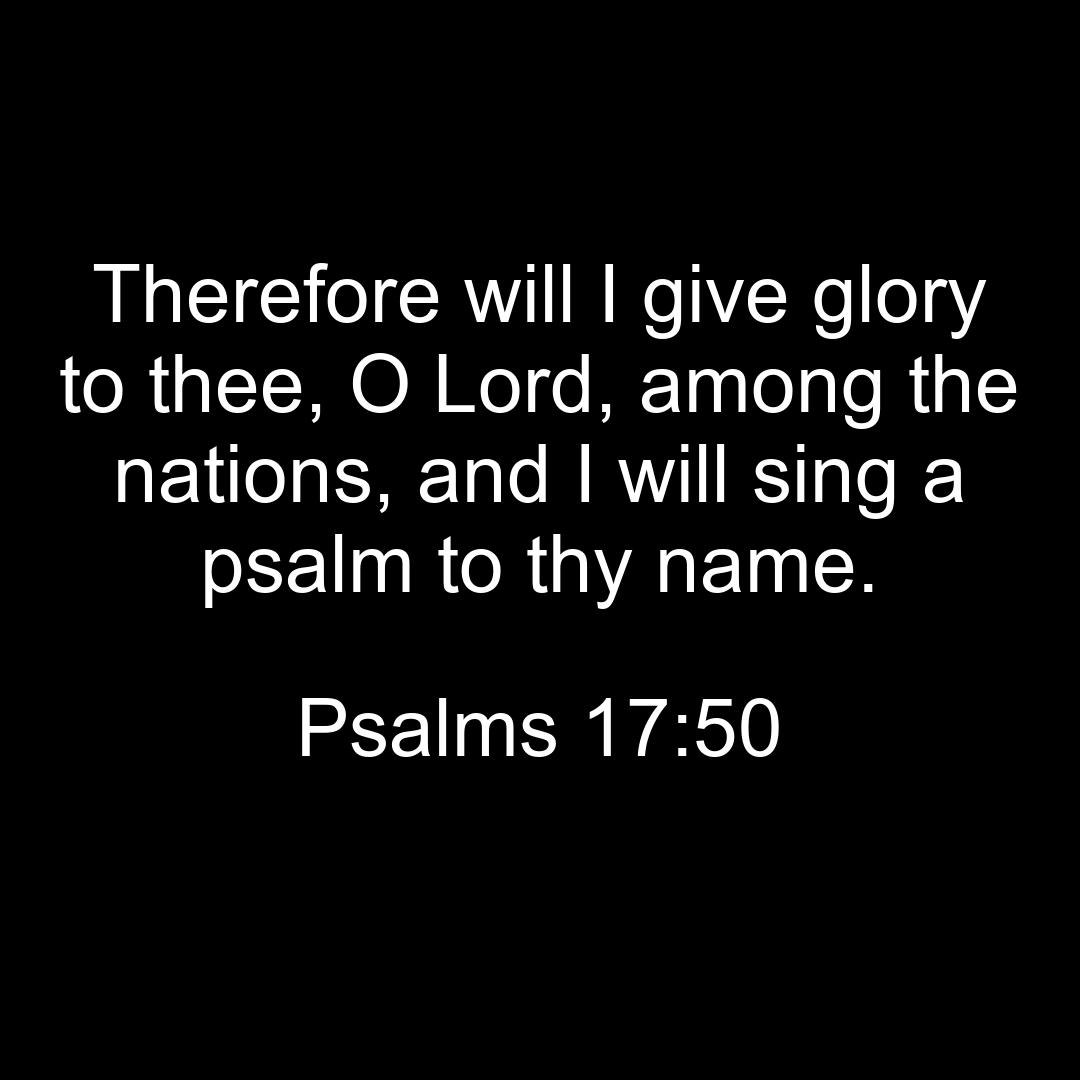 Therefore will I give glory
to thee, O Lord, among the
nations, and I will sing a
psalm to thy name.
Psalms 17:50